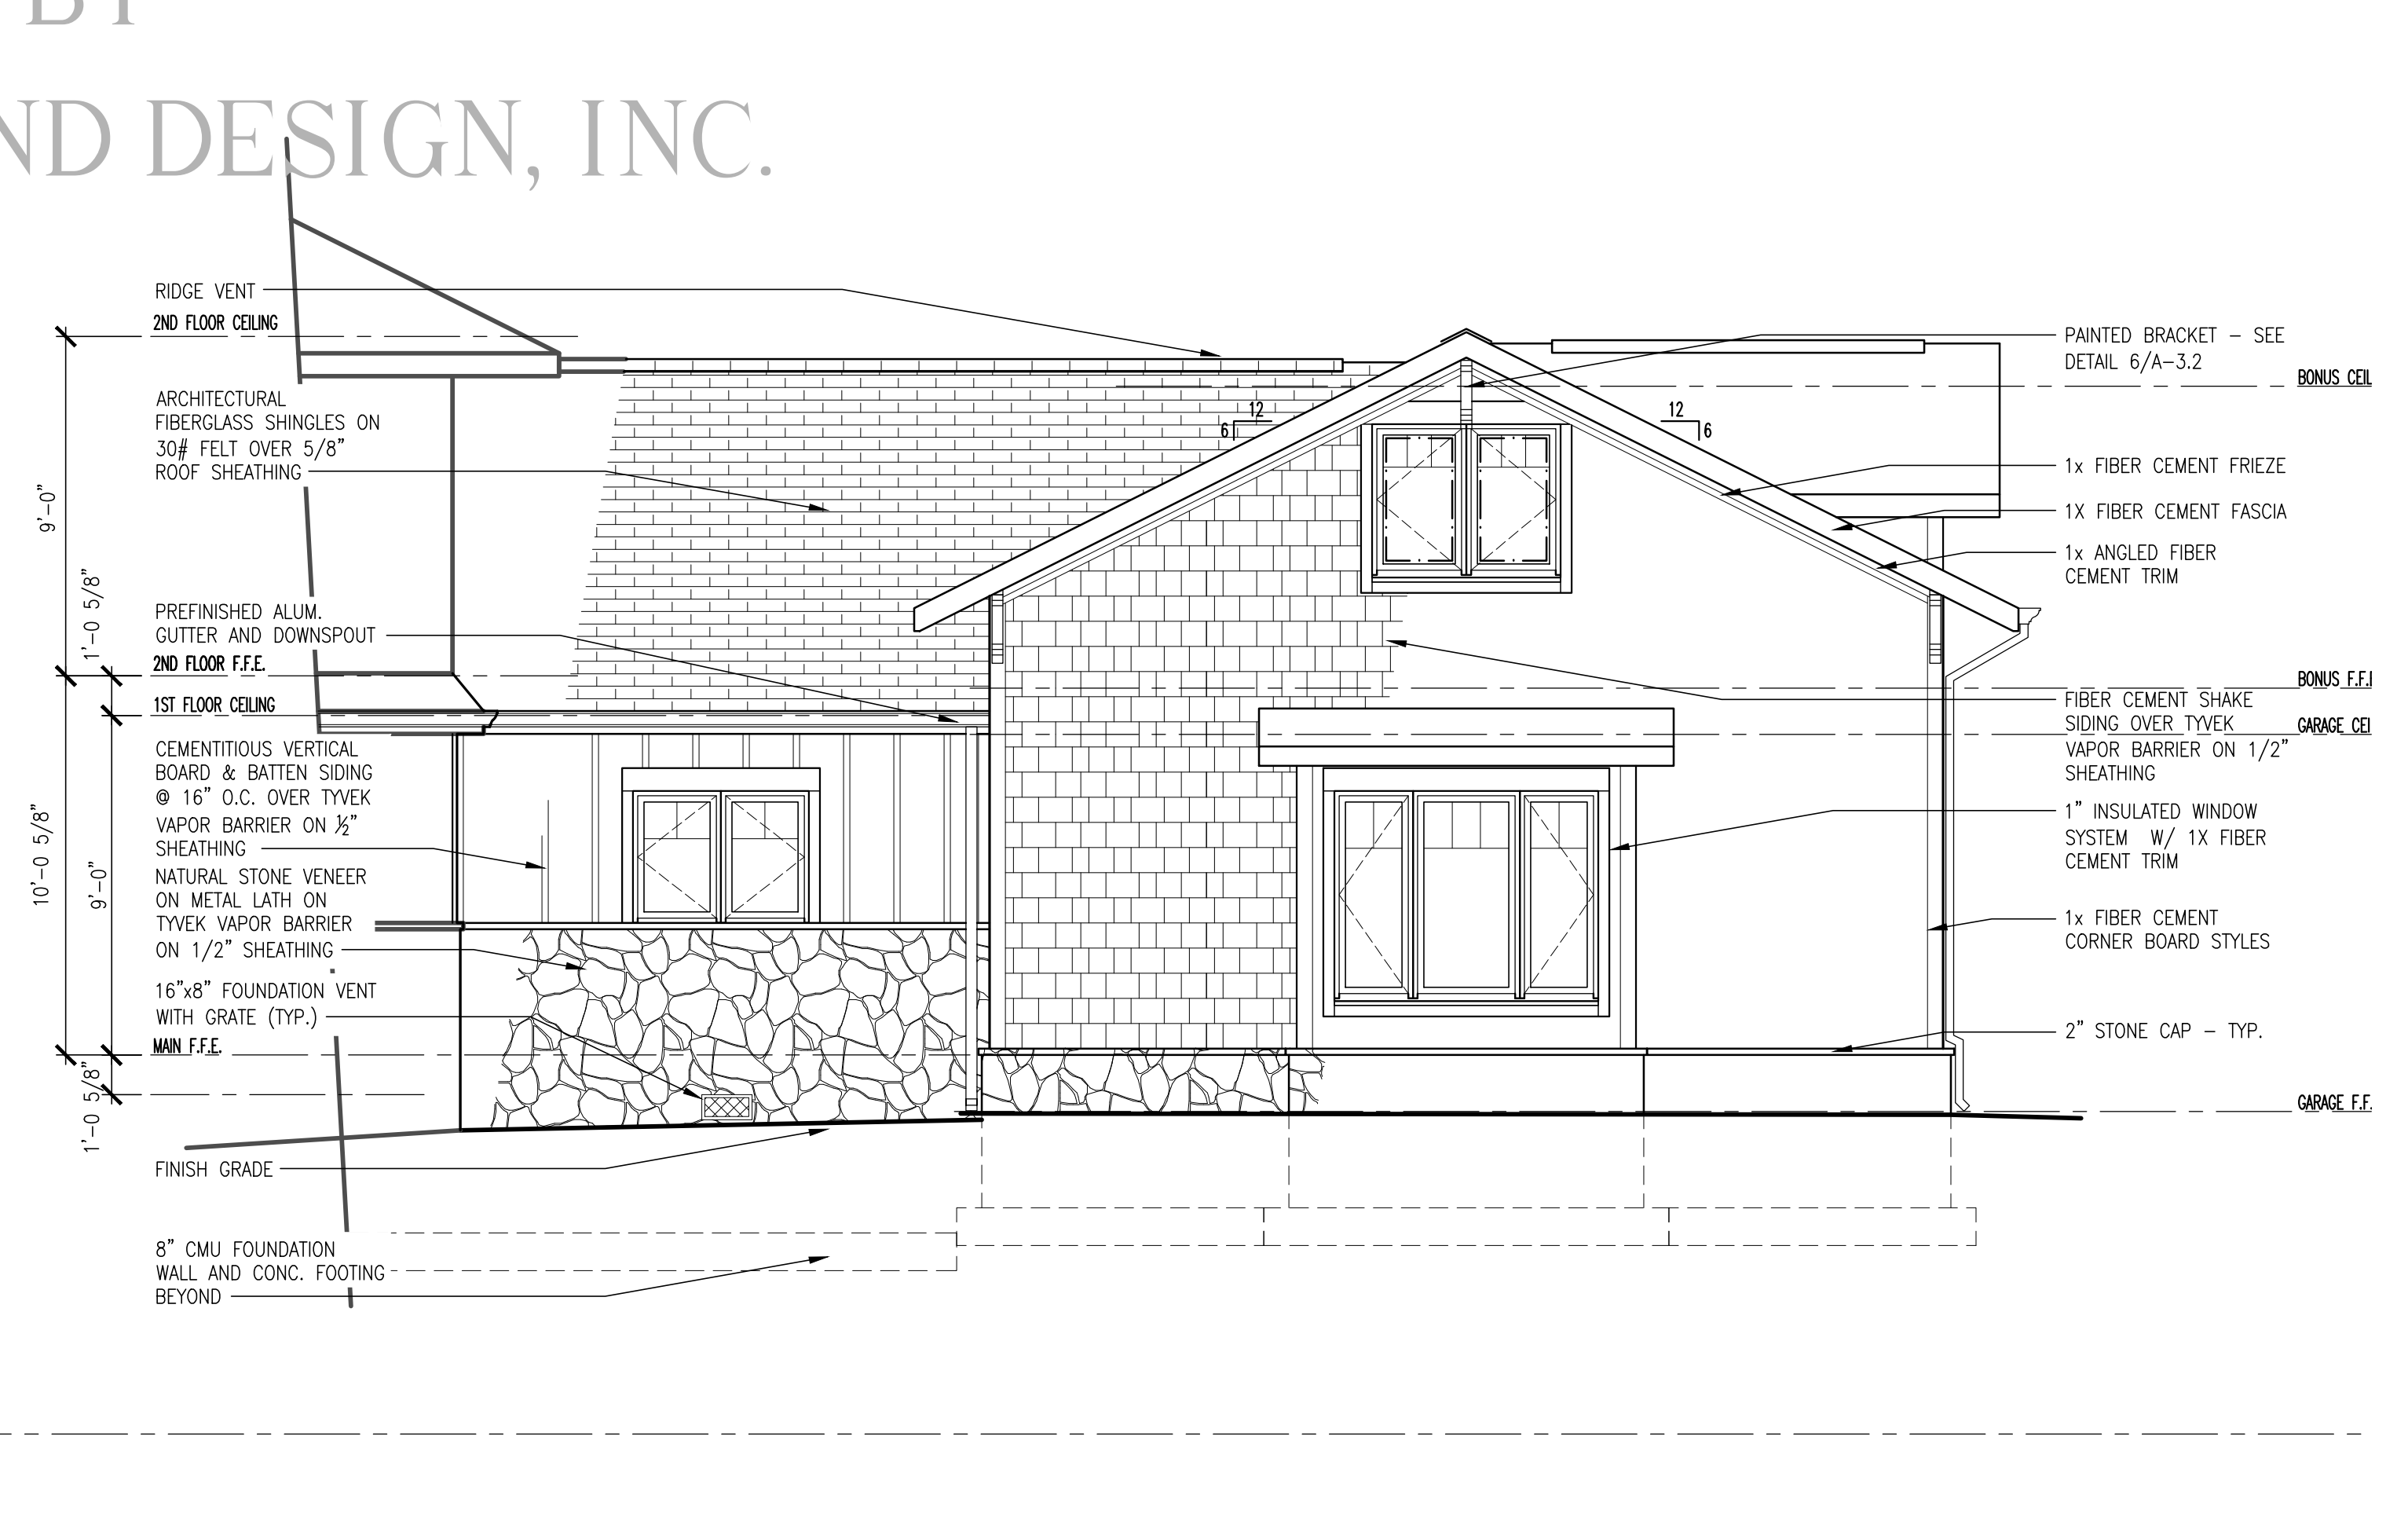 BY
ND DESIGN, INC.
RIDGE VENT
2ND FLOOR CEILING
ARCHITECTURAL
FIBERGLASS SHINGLES ON
30# FELT OVER 5/8"
ROOF SHEATHING
9'-0"
1'-0 5/8"
PREFINISHED ALUM.
GUTTER AND DOWNSPOUT
2ND FLOOR F.F.E.
1ST FLOOR CEILING
CEMENTITIOUS VERTICAL
BOARD & BATTEN SIDING
@ 16" O.C. OVER TYVEK
VAPOR BARRIER ON ½"
SHEATHING
NATURAL STONE VENEER
ON METAL LATH ON
TYVEK VAPOR BARRIER
ON 1/2" SHEATHING
10'-0 5/8"
9'-0"
16"x8" FOUNDATION VENT
WITH GRATE (TYP.)
MAIN F.F.E.
1'-0 5/8"
FINISH GRADE
8" CMU FOUNDATION
WALL AND CONC. FOOTING
BEYOND
12
6
12
6
PAINTED BRACKET – SEE
DETAIL 6/A-3.2
BONUS CEIL
1x FIBER CEMENT FRIEZE
1X FIBER CEMENT FASCIA
1x ANGLED FIBER
CEMENT TRIM
BONUS F.F.
FIBER CEMENT SHAKE
SIDING OVER TYVEK
GARAGE CEI
VAPOR BARRIER ON 1/2"
SHEATHING
1" INSULATED WINDOW
SYSTEM W/ 1X FIBER
CEMENT TRIM
1x FIBER CEMENT
CORNER BOARD STYLES
2" STONE CAP – TYP.
GARAGE F.F.